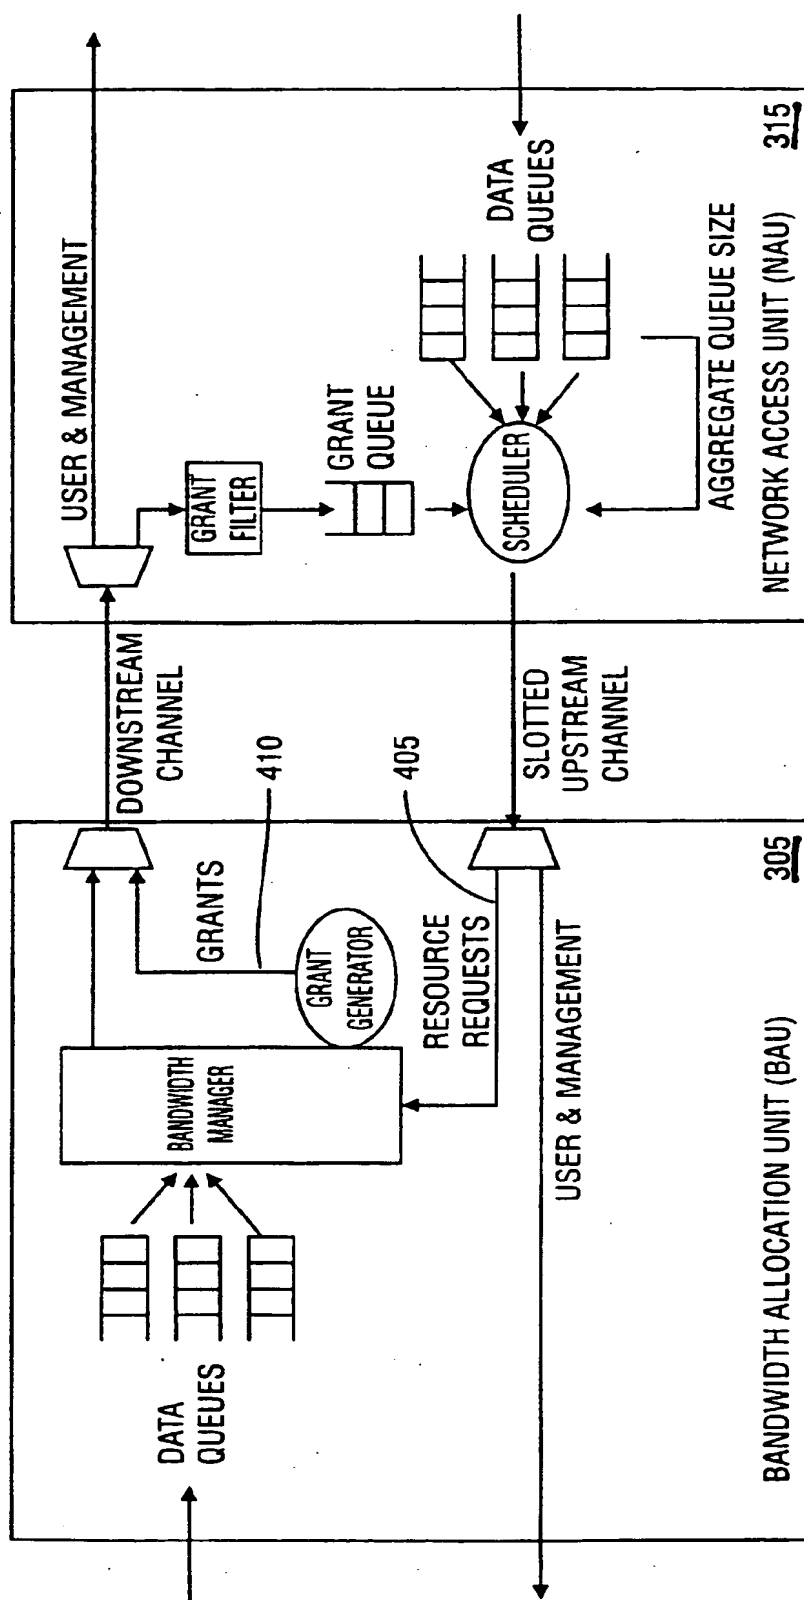 DATA
QUEUES
BANDWIDTH
MANAGER
GRANT
GENERATOR
GRANTS
410
RESOURCE
REQUESTS
405
USER & MANAGEMENT
BANDWIDTH ALLOCATION UNIT (BAU)
305
DOWNSTREAM
CHANNEL
SLOTTED
UPSTREAM
CHANNEL
USER & MANAGEMENT
GRANT
FILTER
GRANT
QUEUE
SCHEDULER
DATA
QUEUES
AGGREGATE QUEUE SIZE
NETWORK ACCESS UNIT (NAU)
315